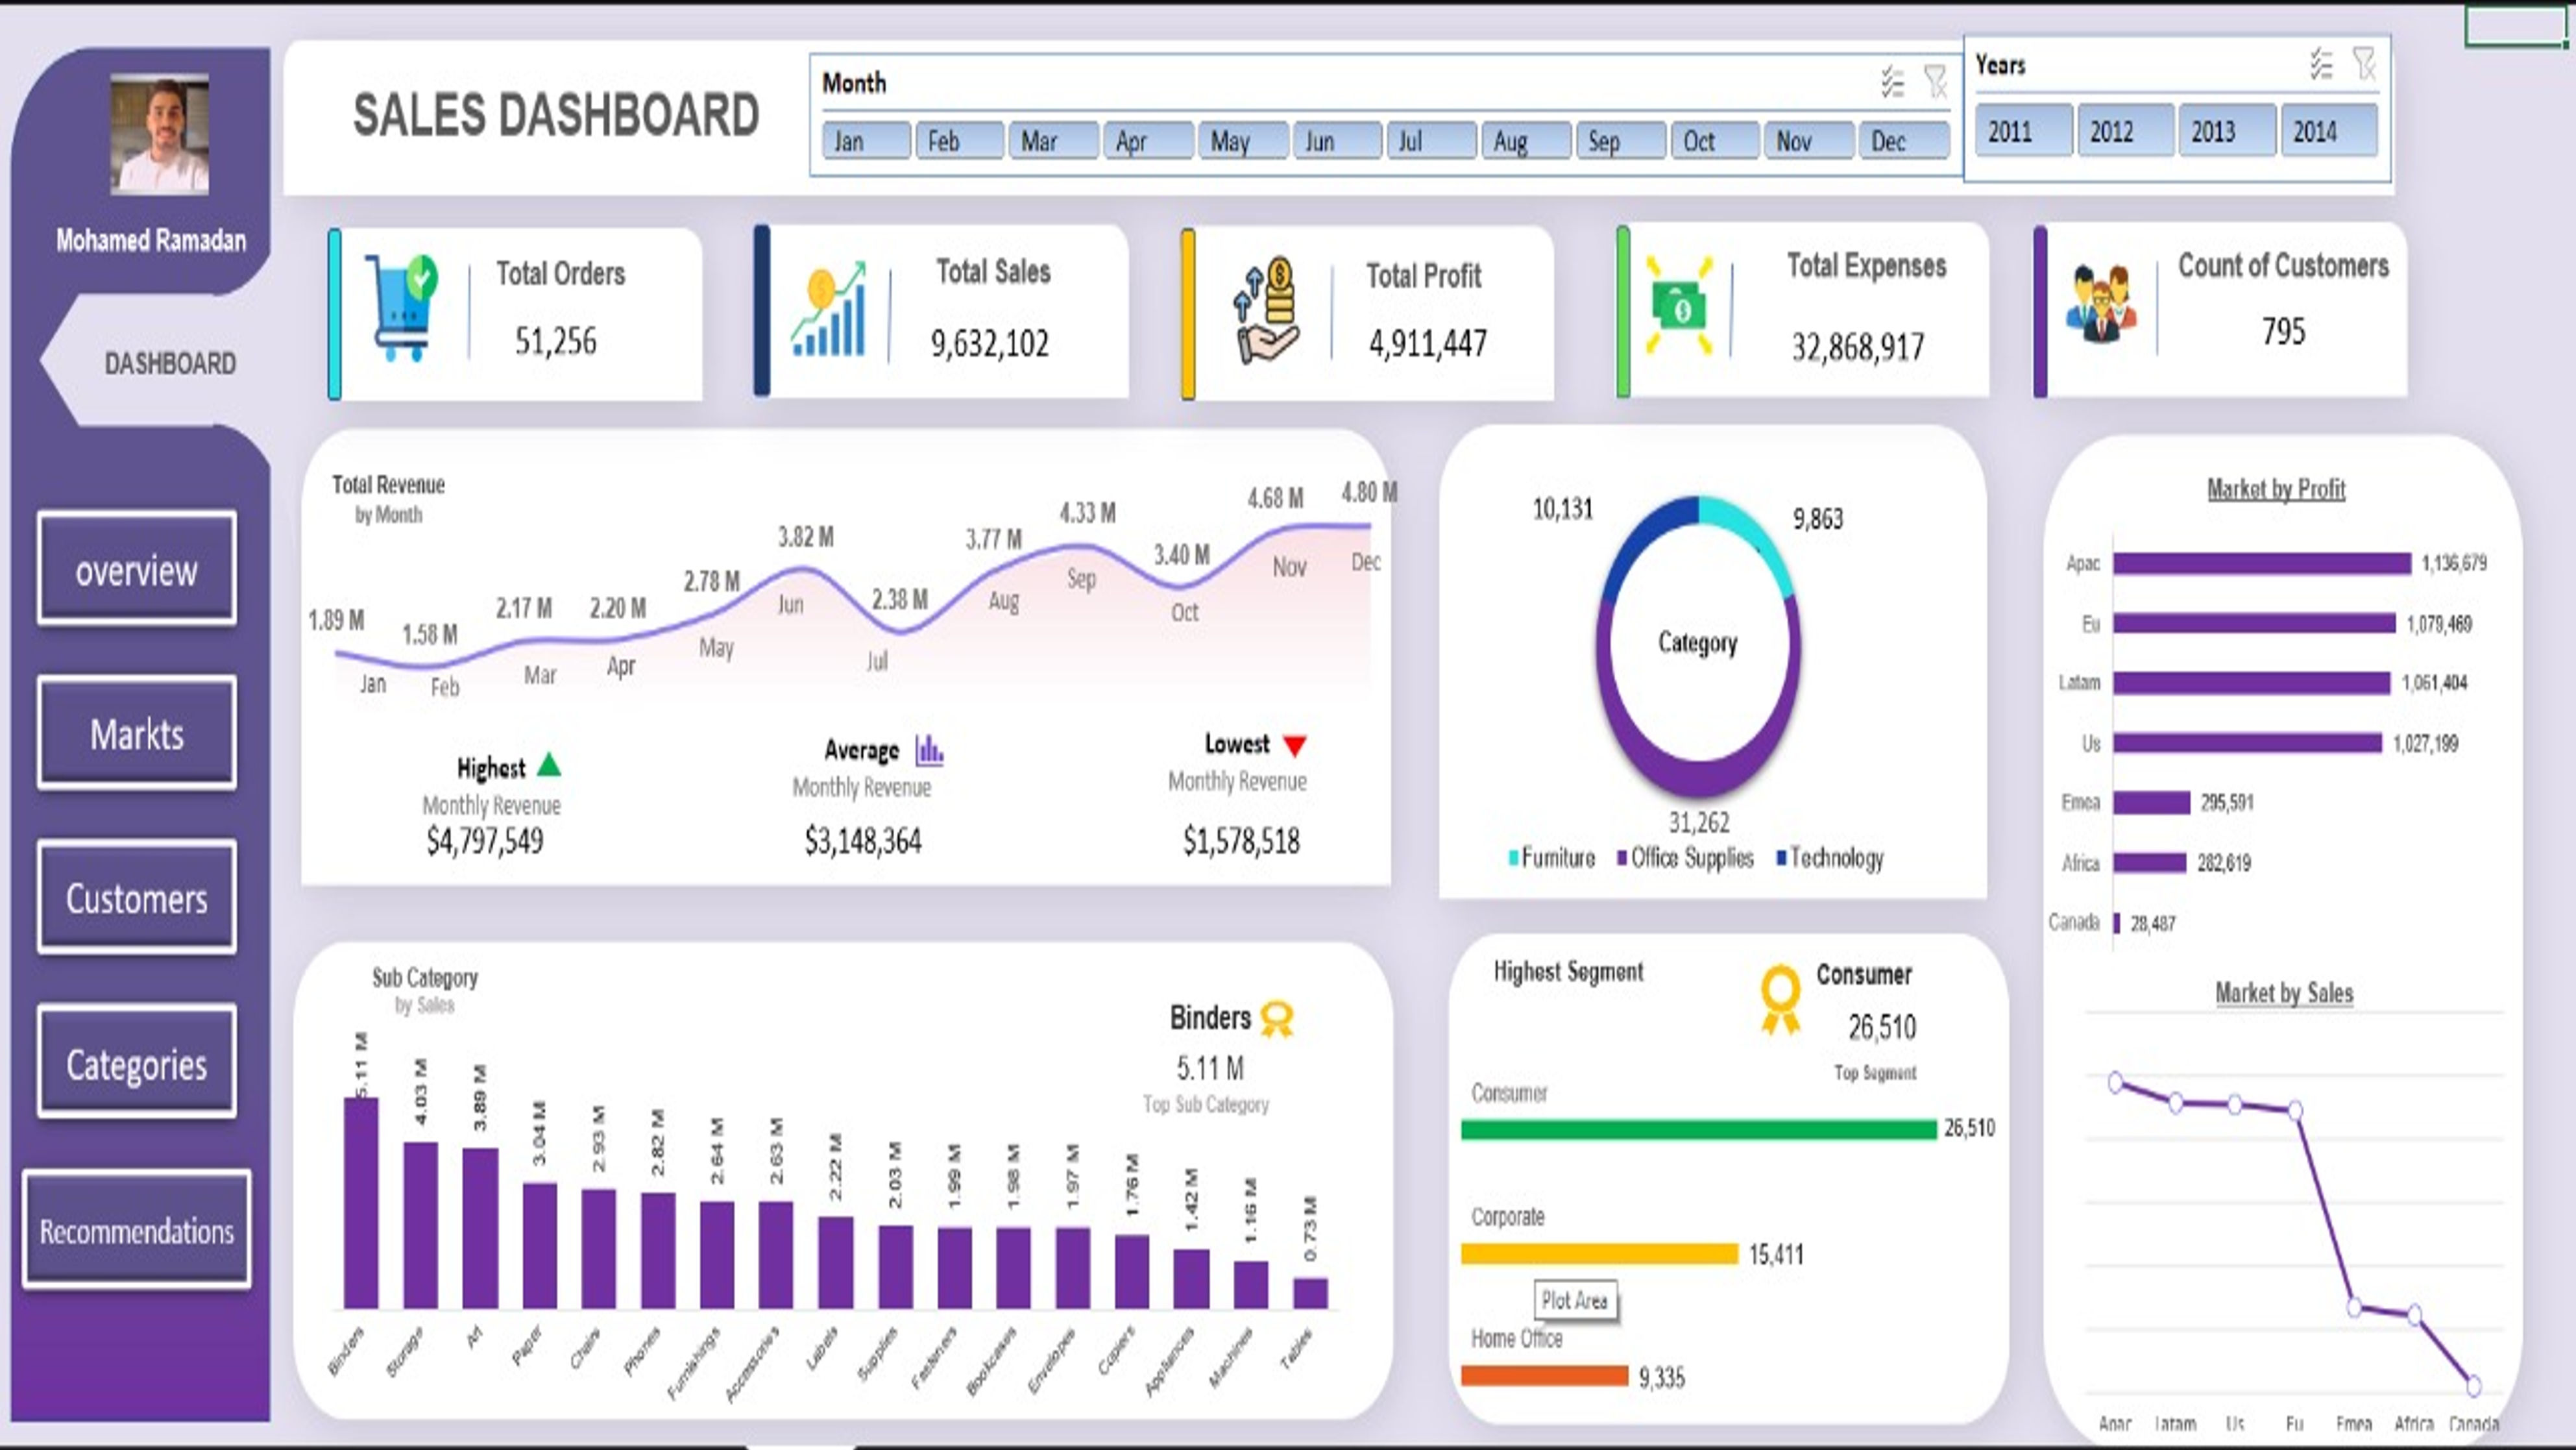 SALES DASHBOARD
Month
Jan Feb Mar Apr May Jun Jul Aug Sep Oct Nov Dec
Years
2011 2012 2013 2014
Mohamed Ramadan
DASHBOARD
overview
Markts
Customers
Categories
Recommendations
Total Orders
51,256
Total Sales
9,632,102
Total Profit
4,911,447
Total Expenses
32,868,917
Count of Customers
795
Total Revenue
by Month
1.89 M
1.58 M
2.17 M
2.20 M
2.78 M
3.82 M
2.38 M
3.77 M
4.33 M
3.40 M
4.68 M
4.80 M
Jan
Feb
Mar
Apr
May
Jun
Jul
Aug
Sep
Oct
Nov
Dec
Highest
Monthly Revenue
$4,797,549
Average
Monthly Revenue
$3,148,364
Lowest
Monthly Revenue
$1,578,518
10,131
9,863
Category
31,262
Furniture Office Supplies Technology
Market by Profit
Apac 1,136,679
Eu 1,079,469
Latam 1,061,404
Us 1,027,199
Emea 295,591
Africa 282,619
Canada 28,487
Sub Category
by Sales
Binders
5.11 M
Top Sub Category
5.11 M
4.03 M
3.89 M
3.04 M
2.93 M
2.82 M
2.64 M
2.63 M
2.22 M
2.03 M
1.99 M
1.98 M
1.97 M
1.76 M
1.42 M
1.16 M
0.73 M
Binders
Storage
Art
Paper
Chairs
Phones
Furnishings
Accessories
Labels
Supplies
Fasteners
Bookcases
Envelopes
Copiers
Appliances
Machines
Tables
Highest Segment
Consumer
26,510
Top Segment
Consumer
26,510
Corporate
15,411
Plot Area
Home Office
9,335
Market by Sales
Apac Latam Us Eu Emea Africa Canada